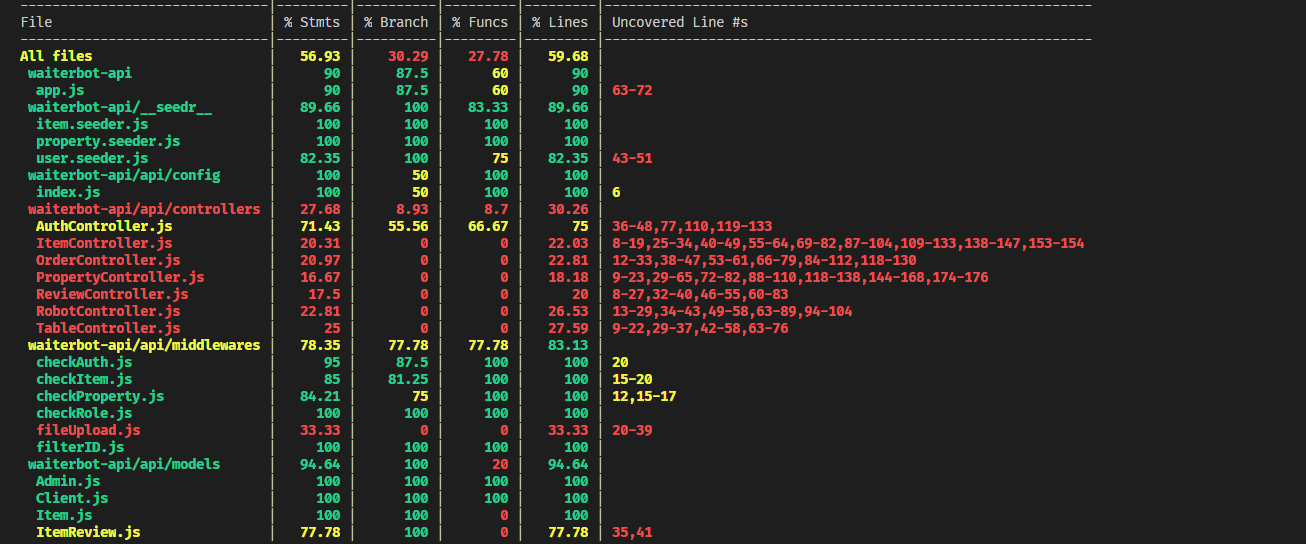 File | % Stmts | % Branch | % Funcs | % Lines | Uncovered Line #s
All files | 56.93 | 30.29 | 27.78 | 59.68 |
waiterbot-api | 90 | 87.5 | 60 | 90 |
app.js | 90 | 87.5 | 60 | 90 | 63-72
waiterbot-api/__seedr__ | 89.66 | 100 | 83.33 | 89.66 |
item.seeder.js | 100 | 100 | 100 | 100 |
property.seeder.js | 100 | 100 | 100 | 100 |
user.seeder.js | 82.35 | 100 | 75 | 82.35 | 43-51
waiterbot-api/api/config | 100 | 50 | 100 | 100 |
index.js | 100 | 50 | 100 | 100 | 6
waiterbot-api/api/controllers | 27.68 | 8.93 | 8.7 | 30.26 |
AuthController.js | 71.43 | 55.56 | 66.67 | 75 | 36-48,77,110,119-133
ItemController.js | 20.31 | 0 | 0 | 22.03 | 8-19,25-34,40-49,55-64,69-82,87-104,109-133,138-147,153-154
OrderController.js | 20.97 | 0 | 0 | 22.81 | 12-33,38-47,53-61,66-79,84-112,118-130
PropertyController.js | 16.67 | 0 | 0 | 18.18 | 9-23,29-65,72-82,88-110,118-138,144-168,174-176
ReviewController.js | 17.5 | 0 | 0 | 20 | 8-27,32-40,46-55,60-83
RobotController.js | 22.81 | 0 | 0 | 26.53 | 13-29,34-43,49-58,63-89,94-104
TableController.js | 25 | 0 | 0 | 27.59 | 9-22,29-37,42-58,63-76
waiterbot-api/api/middlewares | 78.35 | 77.78 | 77.78 | 83.13 |
checkAuth.js | 95 | 87.5 | 100 | 100 | 20
checkItem.js | 85 | 81.25 | 100 | 100 | 15-20
checkProperty.js | 84.21 | 75 | 100 | 100 | 12,15-17
checkRole.js | 100 | 100 | 100 | 100 |
fileUpload.js | 33.33 | 0 | 0 | 33.33 | 20-39
filterID.js | 100 | 100 | 100 | 100 |
waiterbot-api/api/models | 94.64 | 100 | 20 | 94.64 |
Admin.js | 100 | 100 | 100 | 100 |
Client.js | 100 | 100 | 100 | 100 |
Item.js | 100 | 100 | 0 | 100 |
ItemReview.js | 77.78 | 100 | 0 | 77.78 | 35,41